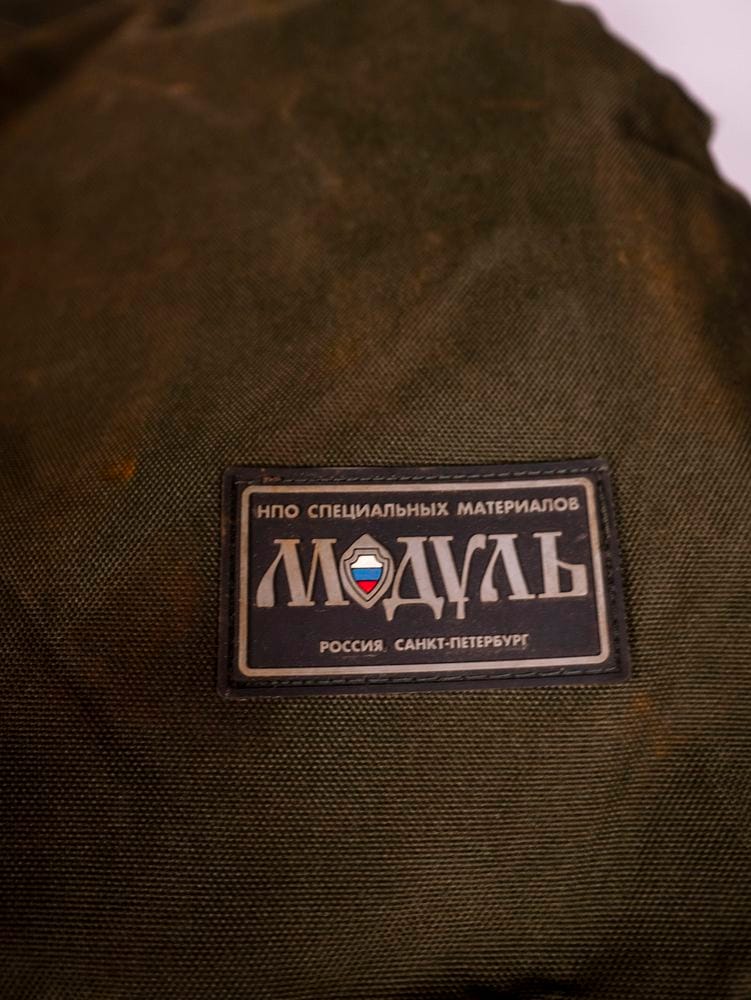 НПО СПЕЦИАЛЬНЫХ МАТЕРИАЛОВ
МОДУЛЬ
РОССИЯ, САНКТ-ПЕТЕРБУРГ